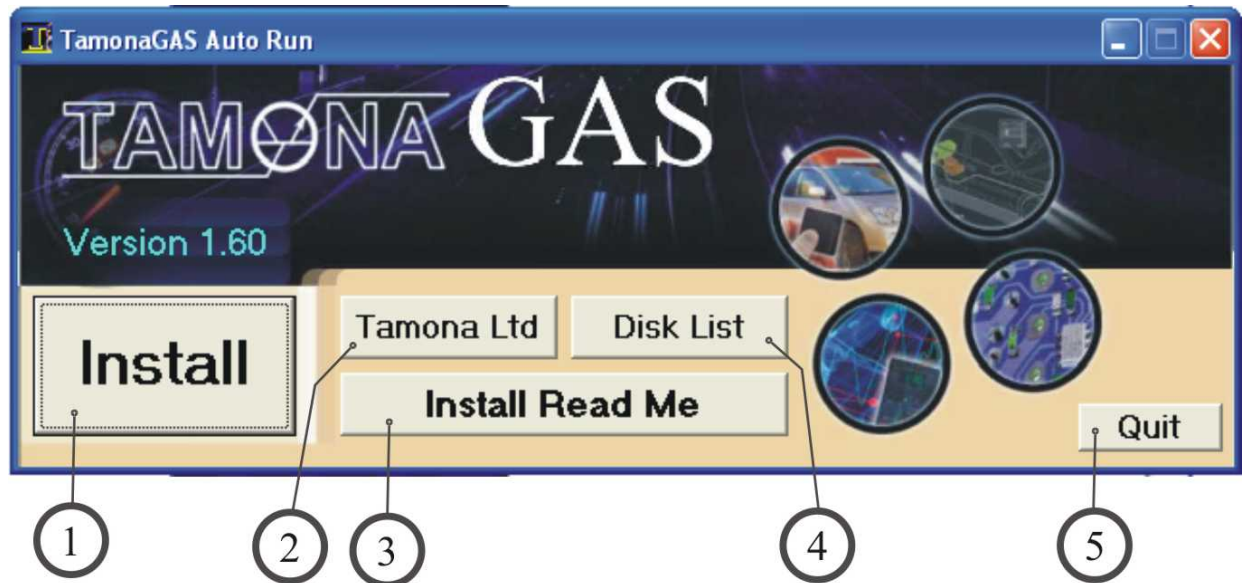 TamonaGAS Auto Run
TAMONA GAS
Version 1.60
Install
Tamona Ltd
Disk List
Install Read Me
Quit
1
2
3
4
5